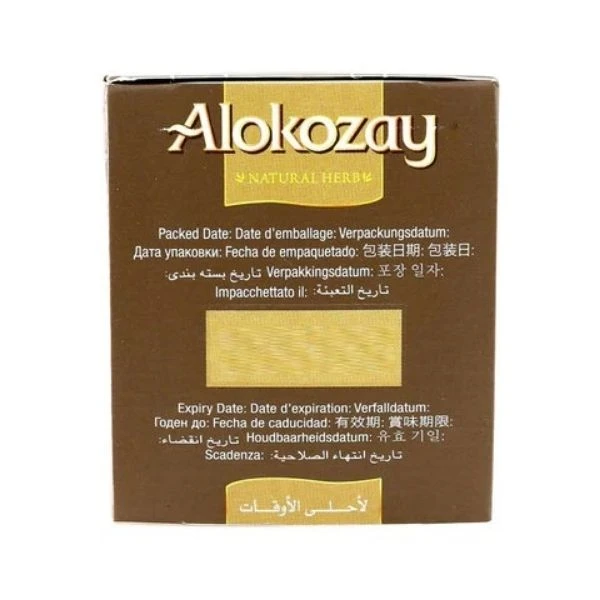 Alokozay
NATURAL HERB
Packed Date: Date d'emballage: Verpackungsdatum:
Дата упаковки: Fecha de empaquetado: 包装日期: 包装日:
تاریخ بسته بندی: Verpakkingsdatum: 포장 일자:
Impacchettato il: تاريخ التعبئة:
Expiry Date: Date d'expiration: Verfalldatum:
Годен до: Fecha de caducidad: 有效期: 賞味期限:
تاریخ انقضاء: Houdbaarheidsdatum: 유효 기일:
Scadenza: تاريخ انتهاء الصلاحية:
لأحلى الأوقات